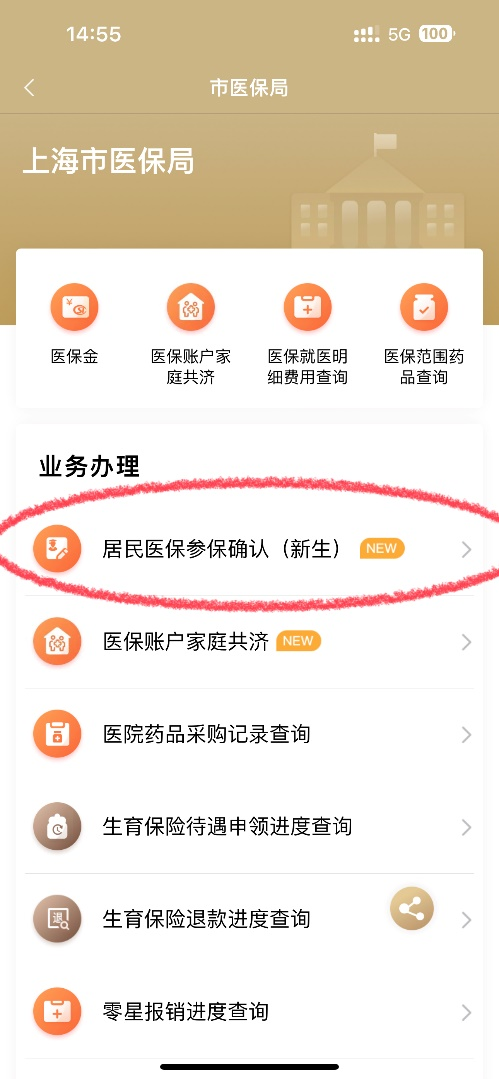 14:55
5G 100
市医保局
上海市医保局
¥
医保金
医保账户家
庭共济
医保就医明
细费用查询
医保范围药
品查询
业务办理
居民医保参保确认（新生） NEW
医保账户家庭共济 NEW
医院药品采购记录查询
生育保险待遇申领进度查询
退
生育保险退款进度查询
零星报销进度查询